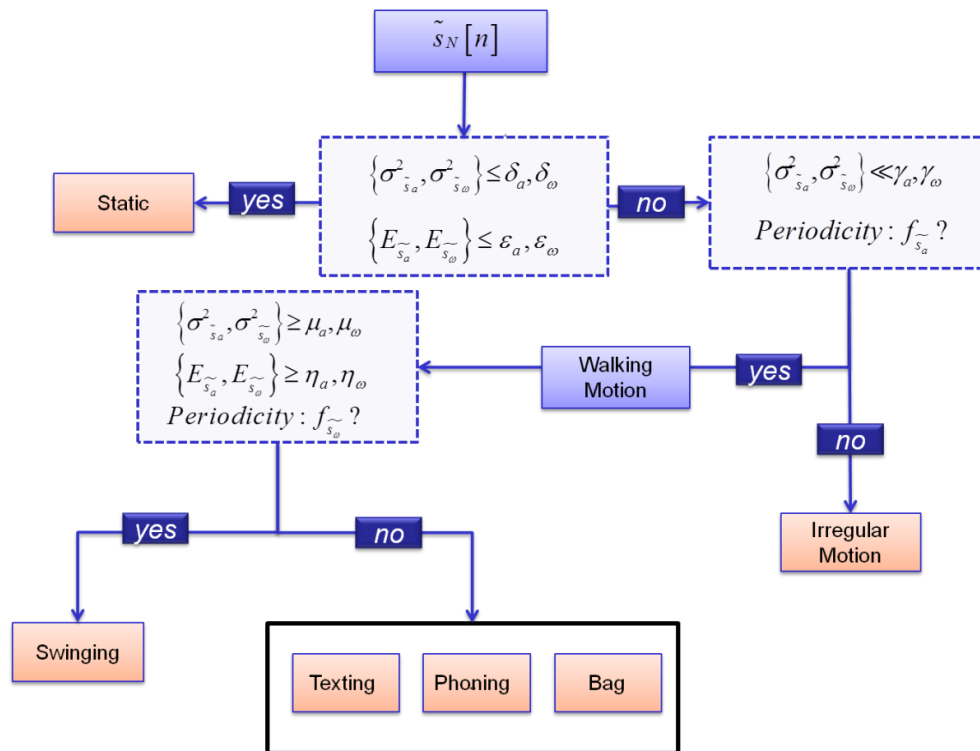 s̃_N [n]
{σ²_s̃a, σ²_s̃ω} ≤ δ_a, δ_ω
{E_s̃a, E_s̃ω} ≤ ε_a, ε_ω
{σ²_s̃a, σ²_s̃ω} ≪ γ_a, γ_ω
Periodicity : f_s̃a ?
Static
yes
no
{σ²_s̃a, σ²_s̃ω} ≥ μ_a, μ_ω
{E_s̃a, E_s̃ω} ≥ η_a, η_ω
Periodicity : f_s̃ω ?
Walking
Motion
yes
no
yes
no
Irregular
Motion
Swinging
Texting
Phoning
Bag